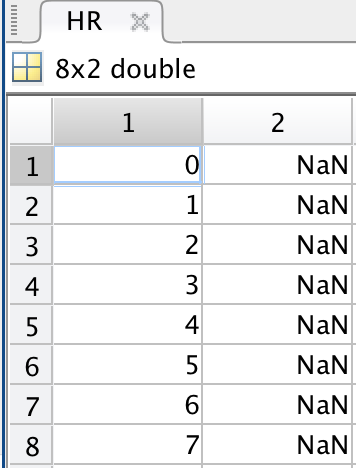 HR
8x2 double
1 2
1 0 NaN
2 1 NaN
3 2 NaN
4 3 NaN
5 4 NaN
6 5 NaN
7 6 NaN
8 7 NaN